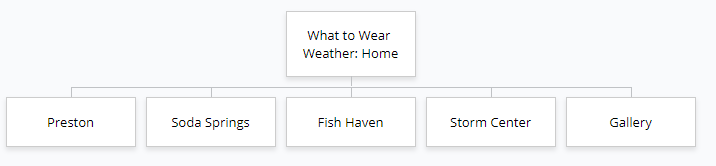 What to Wear
Weather: Home
Preston
Soda Springs
Fish Haven
Storm Center
Gallery